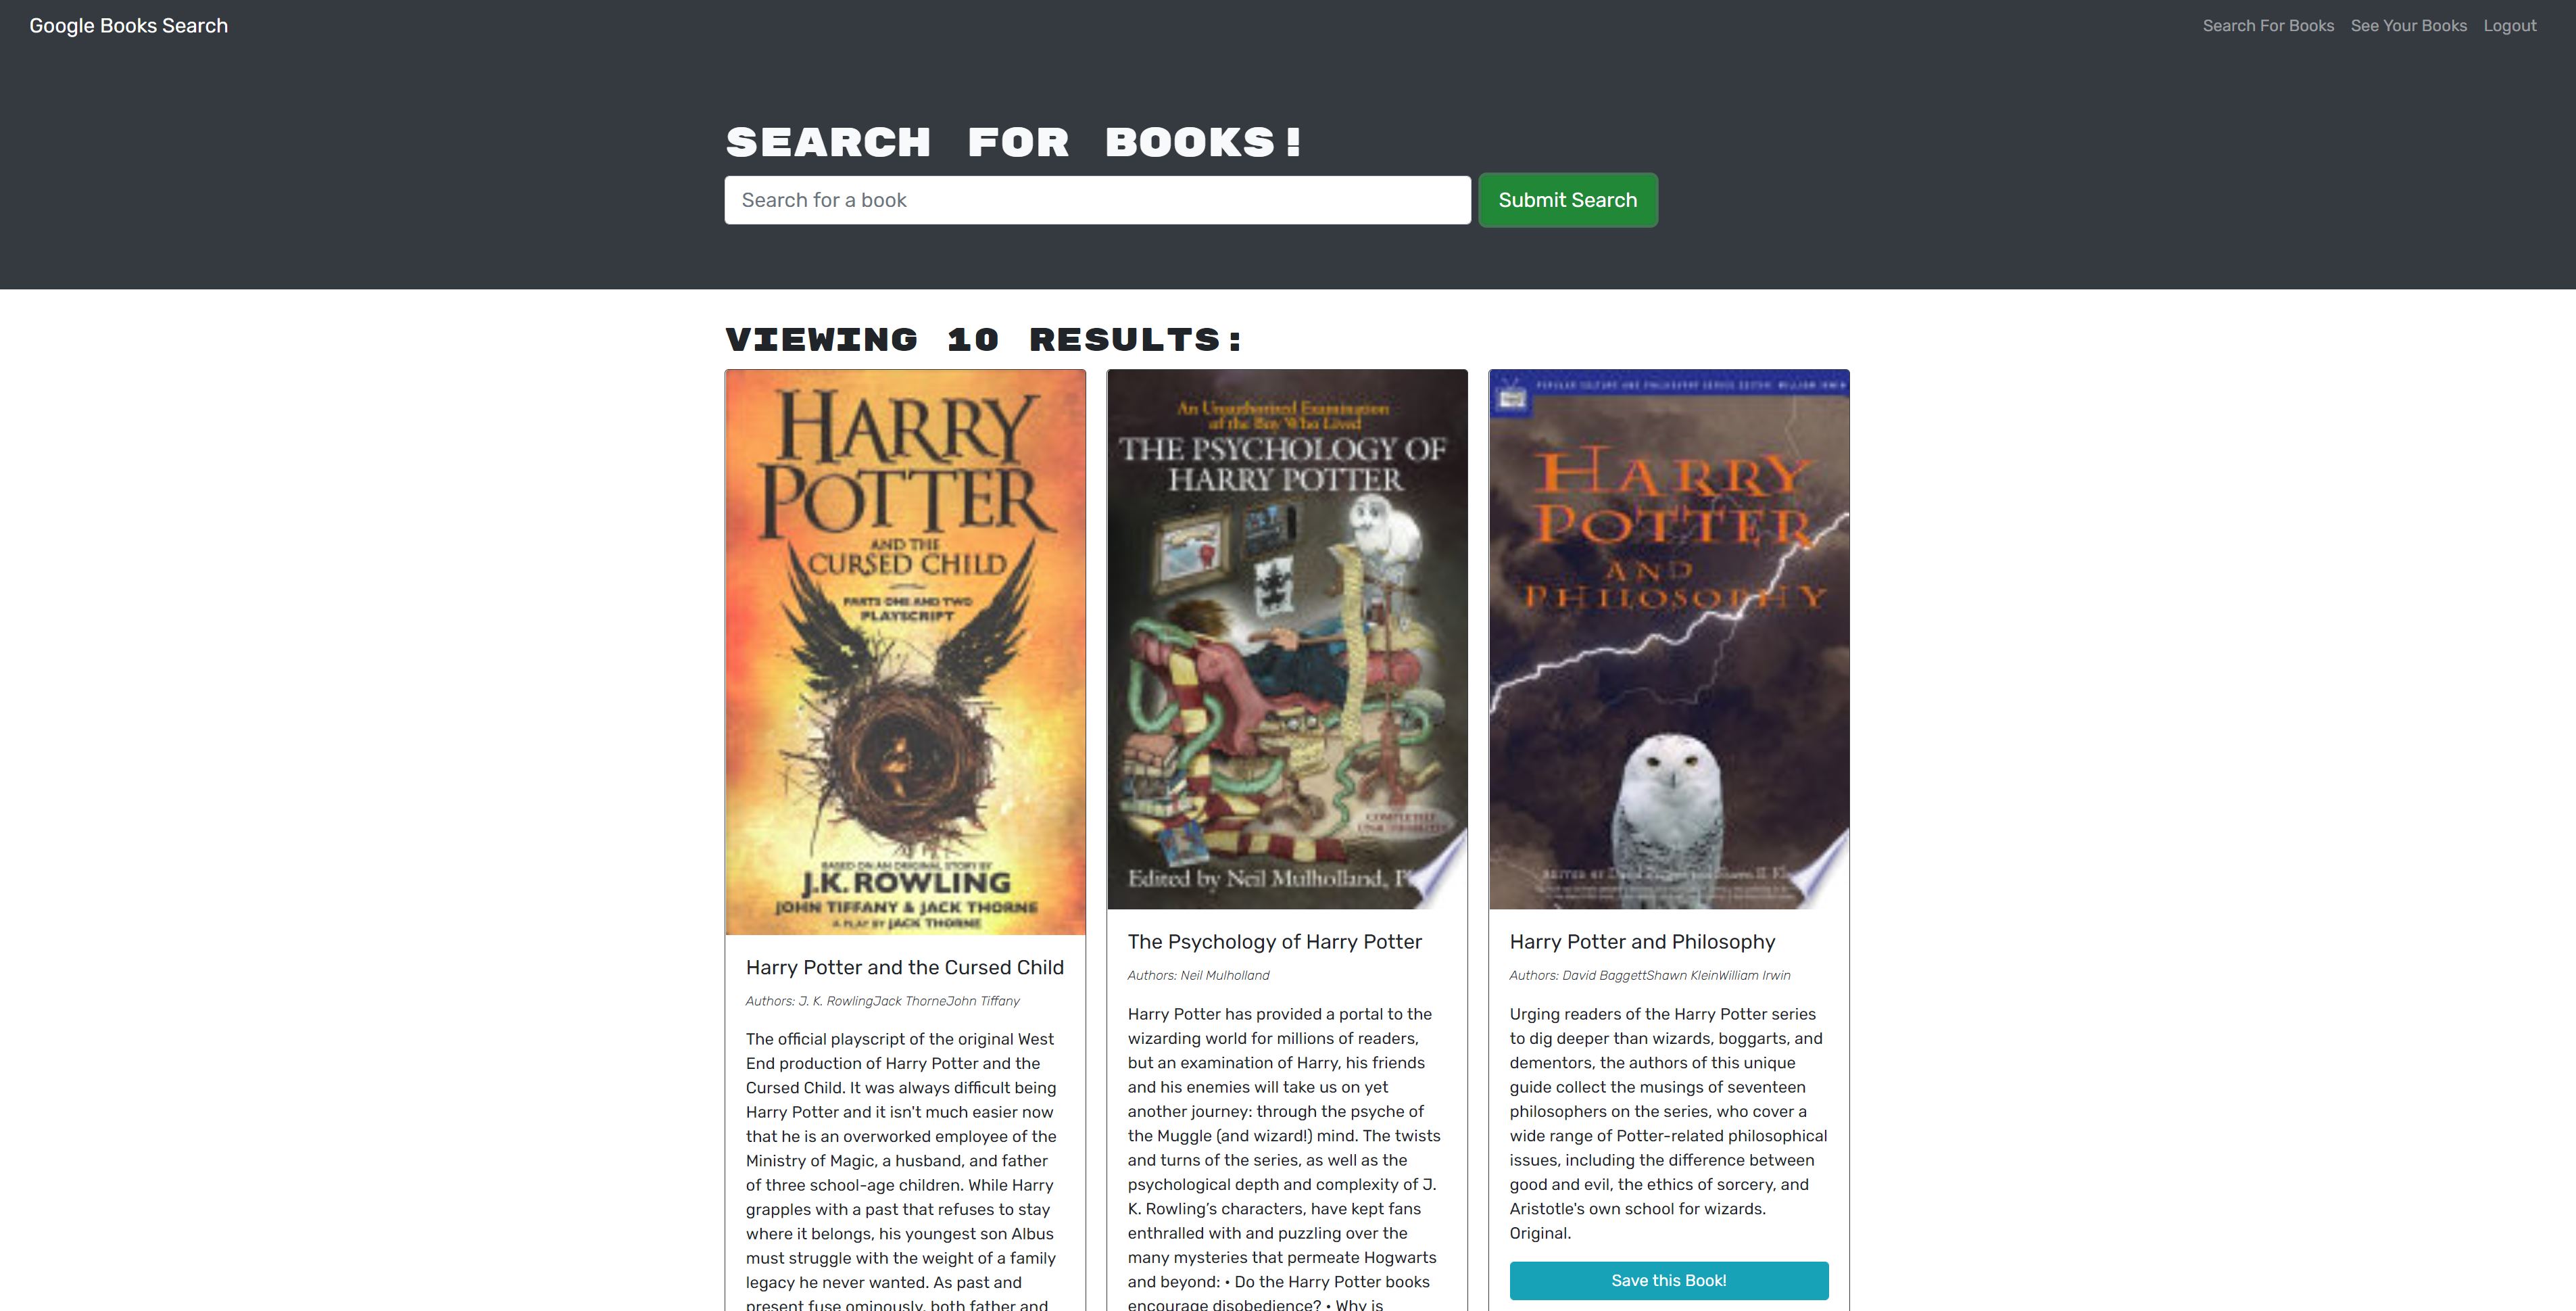 Google Books Search
Search For Books
See Your Books
Logout
SEARCH FOR BOOKS!
Search for a book
Submit Search
VIEWING 10 RESULTS:
HARRY
POTTER
AND THE
CURSED CHILD
PARTS ONE AND TWO
PLAYSCRIPT
BASED ON AN ORIGINAL STORY BY
J.K. ROWLING
JOHN TIFFANY & JACK THORNE
A PLAY BY JACK THORNE
Harry Potter and the Cursed Child
Authors: J. K. RowlingJack ThorneJohn Tiffany
The official playscript of the original West
End production of Harry Potter and the
Cursed Child. It was always difficult being
Harry Potter and it isn't much easier now
that he is an overworked employee of the
Ministry of Magic, a husband, and father
of three school-age children. While Harry
grapples with a past that refuses to stay
where it belongs, his youngest son Albus
must struggle with the weight of a family
legacy he never wanted. As past and
present fuse ominously, both father and
An Unauthorized Examination
of the Boy Who Lived
THE PSYCHOLOGY OF
HARRY POTTER
COMPLETELY
Edited by Neil Mulholland,
The Psychology of Harry Potter
Authors: Neil Mulholland
Harry Potter has provided a portal to the
wizarding world for millions of readers,
but an examination of Harry, his friends
and his enemies will take us on yet
another journey: through the psyche of
the Muggle (and wizard!) mind. The twists
and turns of the series, as well as the
psychological depth and complexity of J.
K. Rowling’s characters, have kept fans
enthralled with and puzzling over the
many mysteries that permeate Hogwarts
and beyond: • Do the Harry Potter books
encourage disobedience? • Why is
POPULAR CULTURE AND PHILOSOPHY SERIES EDITOR: WILLIAM IRWIN
HARRY
POTTER
AND
PHILOSOPHY
Harry Potter and Philosophy
Authors: David BaggettShawn KleinWilliam Irwin
Urging readers of the Harry Potter series
to dig deeper than wizards, boggarts, and
dementors, the authors of this unique
guide collect the musings of seventeen
philosophers on the series, who cover a
wide range of Potter-related philosophical
issues, including the difference between
good and evil, the ethics of sorcery, and
Aristotle's own school for wizards.
Original.
Save this Book!